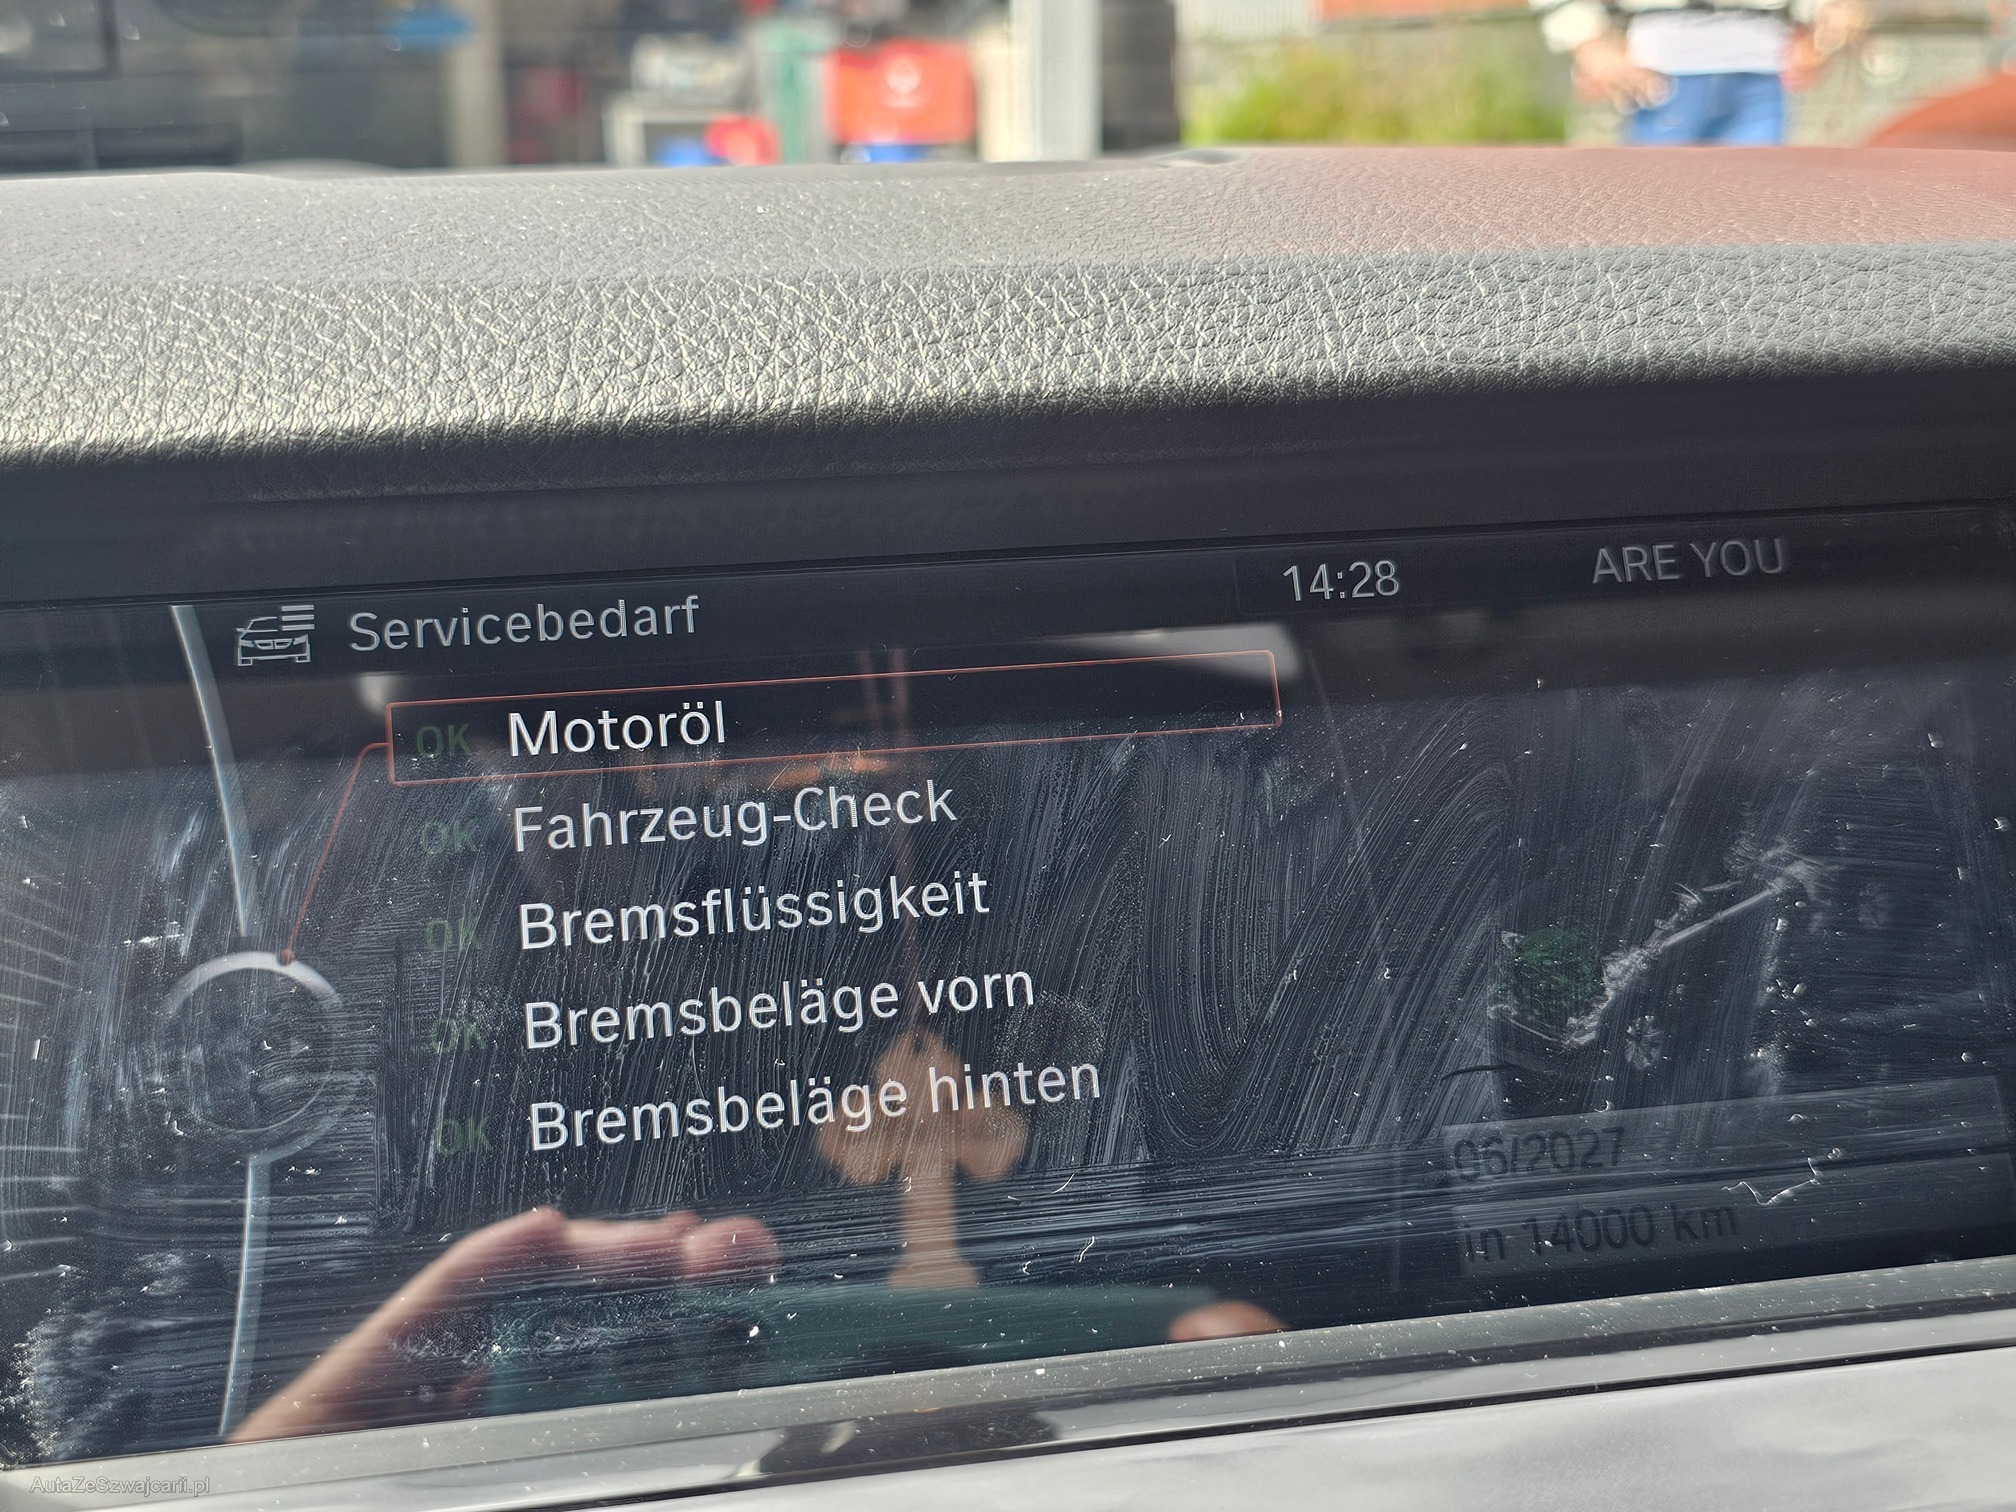 Servicebedarf
14:28
ARE YOU
OK Motoröl
OK Fahrzeug-Check
OK Bremsflüssigkeit
OK Bremsbeläge vorn
OK Bremsbeläge hinten
06/2027
in 14000 km
AutaZeSzwajcarii.pl